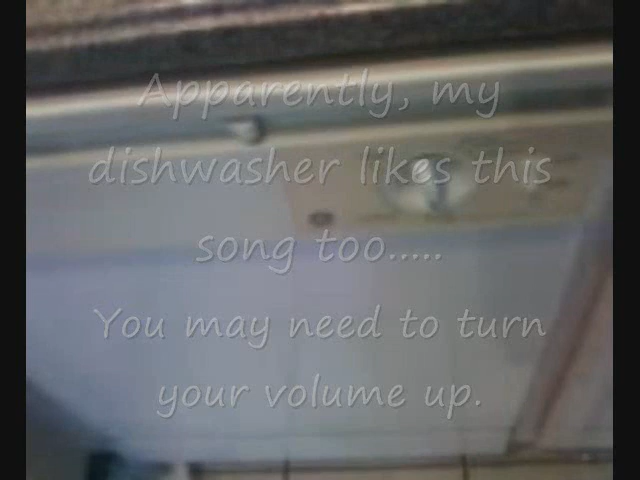 Apparently, my
dishwasher likes this
song too.....
You may need to turn
your volume up.